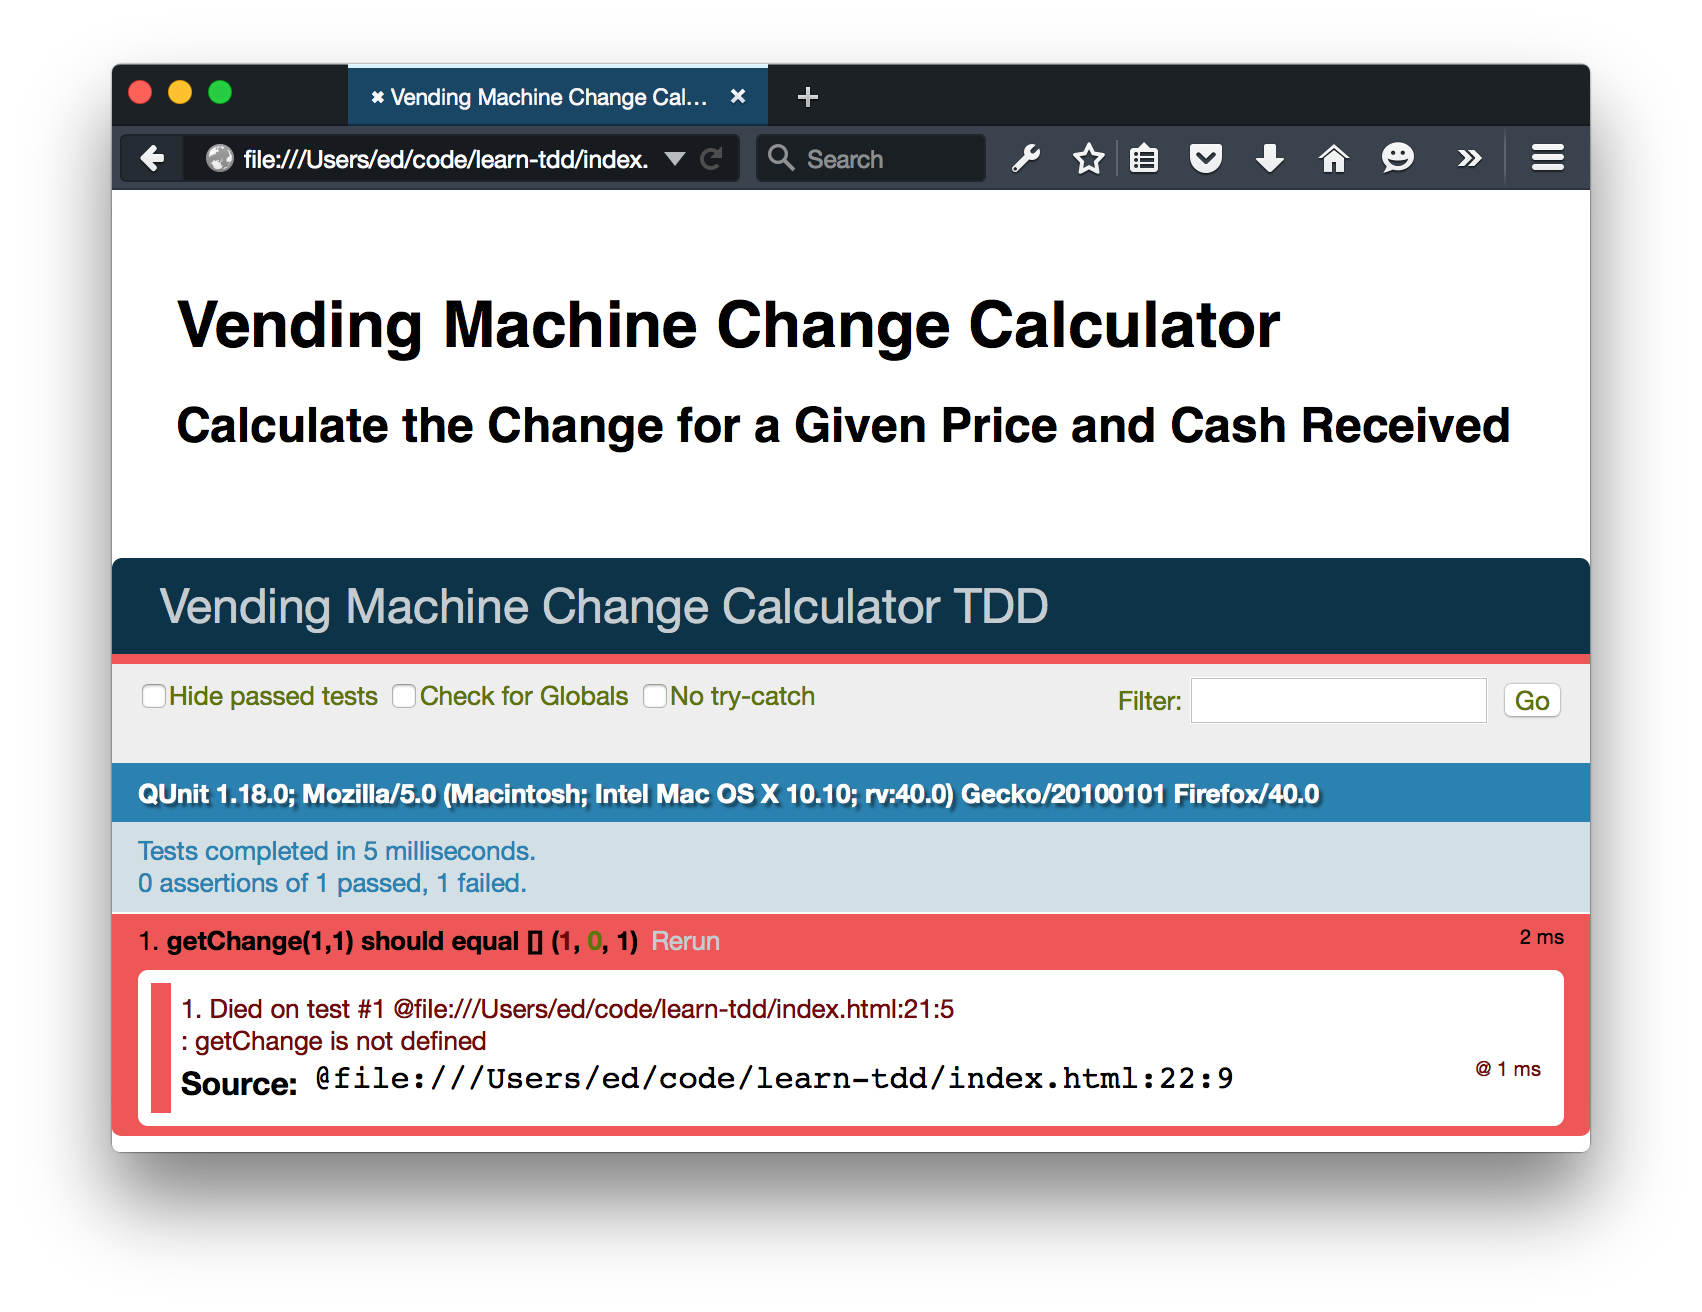 ✖ Vending Machine Change Cal...
file:///Users/ed/code/learn-tdd/index.
Search
Vending Machine Change Calculator
Calculate the Change for a Given Price and Cash Received
Vending Machine Change Calculator TDD
Hide passed tests Check for Globals No try-catch Filter: Go
QUnit 1.18.0; Mozilla/5.0 (Macintosh; Intel Mac OS X 10.10; rv:40.0) Gecko/20100101 Firefox/40.0
Tests completed in 5 milliseconds.
0 assertions of 1 passed, 1 failed.
1. getChange(1,1) should equal [] (1, 0, 1) Rerun 2 ms
1. Died on test #1 @file:///Users/ed/code/learn-tdd/index.html:21:5
: getChange is not defined
Source: @file:///Users/ed/code/learn-tdd/index.html:22:9
@ 1 ms